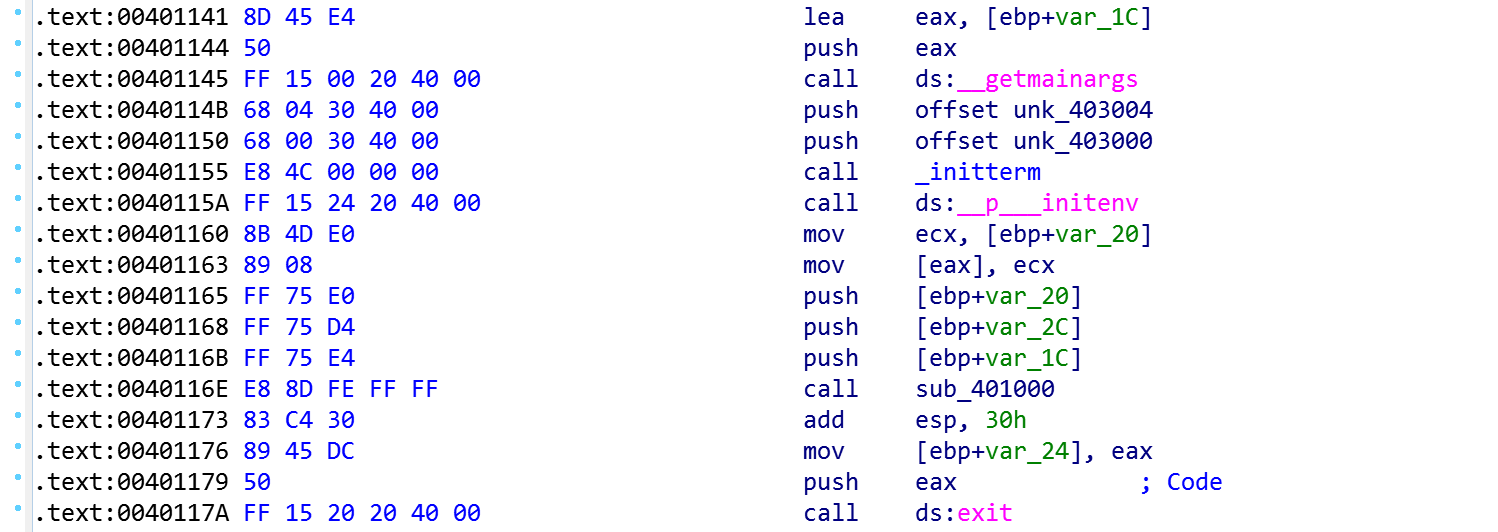 .text:00401141 8D 45 E4 lea eax, [ebp+var_1C]
.text:00401144 50 push eax
.text:00401145 FF 15 00 20 40 00 call ds:__getmainargs
.text:0040114B 68 04 30 40 00 push offset unk_403004
.text:00401150 68 00 30 40 00 push offset unk_403000
.text:00401155 E8 4C 00 00 00 call _initterm
.text:0040115A FF 15 24 20 40 00 call ds:__p___initenv
.text:00401160 8B 4D E0 mov ecx, [ebp+var_20]
.text:00401163 89 08 mov [eax], ecx
.text:00401165 FF 75 E0 push [ebp+var_20]
.text:00401168 FF 75 D4 push [ebp+var_2C]
.text:0040116B FF 75 E4 push [ebp+var_1C]
.text:0040116E E8 8D FE FF FF call sub_401000
.text:00401173 83 C4 30 add esp, 30h
.text:00401176 89 45 DC mov [ebp+var_24], eax
.text:00401179 50 push eax ; Code
.text:0040117A FF 15 20 20 40 00 call ds:exit